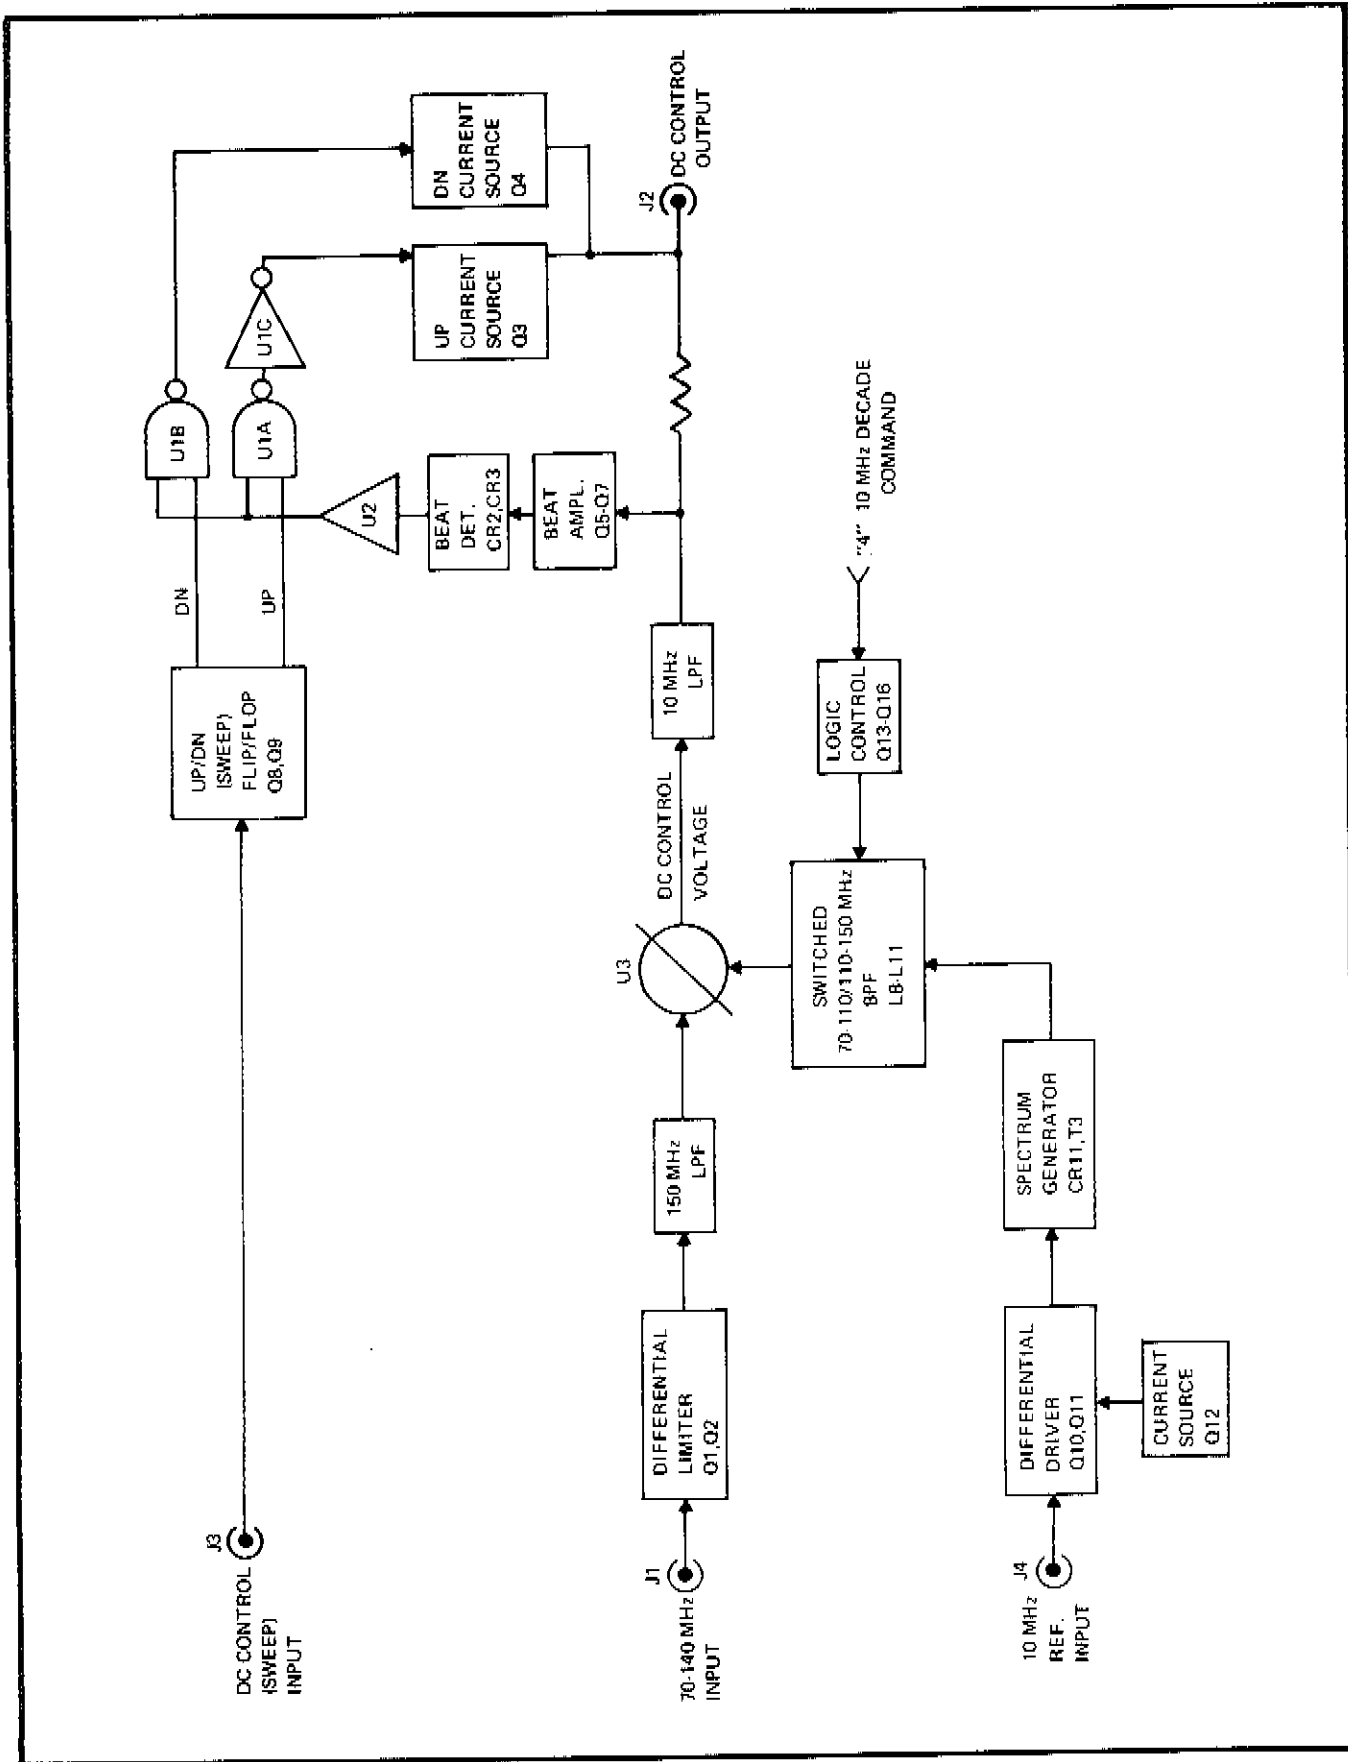 DC CONTROL
(SWEEP)
INPUT
J3
UP/DN
(SWEEP)
FLIP/FLOP
Q8,Q9
DN
UP
U1B
U1A
U1C
U2
BEAT
DET.
CR2,CR3
BEAT
AMPL.
Q5-Q7
UP
CURRENT
SOURCE
Q3
DN
CURRENT
SOURCE
Q4
J2
DC CONTROL
OUTPUT
70-140 MHz
INPUT
J1
DIFFERENTIAL
LIMITER
Q1,Q2
150 MHz
LPF
U3
DC CONTROL
VOLTAGE
10 MHz
LPF
SWITCHED
70-110/110-150 MHz
BPF
L8-L11
LOGIC
CONTROL
Q13-Q16
"4" 10 MHz DECADE
COMMAND
10 MHz
REF.
INPUT
J4
DIFFERENTIAL
DRIVER
Q10,Q11
SPECTRUM
GENERATOR
CR11,T3
CURRENT
SOURCE
Q12